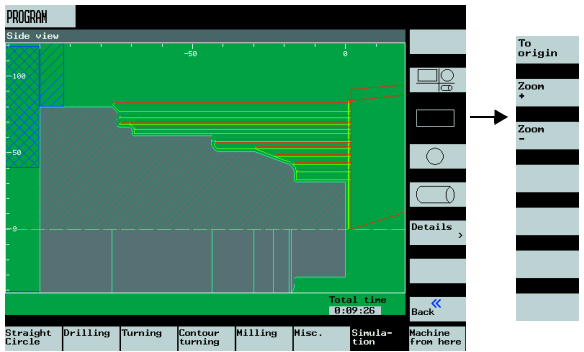 PROGRAM
Side view
-50
0
To
origin
-100
Zoom
+
Zoom
-
-50
Details
>
0
Total time
0:09:26
«
Back
Straight
Circle
Drilling
Turning
Contour
turning
Milling
Misc.
Simula-
tion
Machine
from here